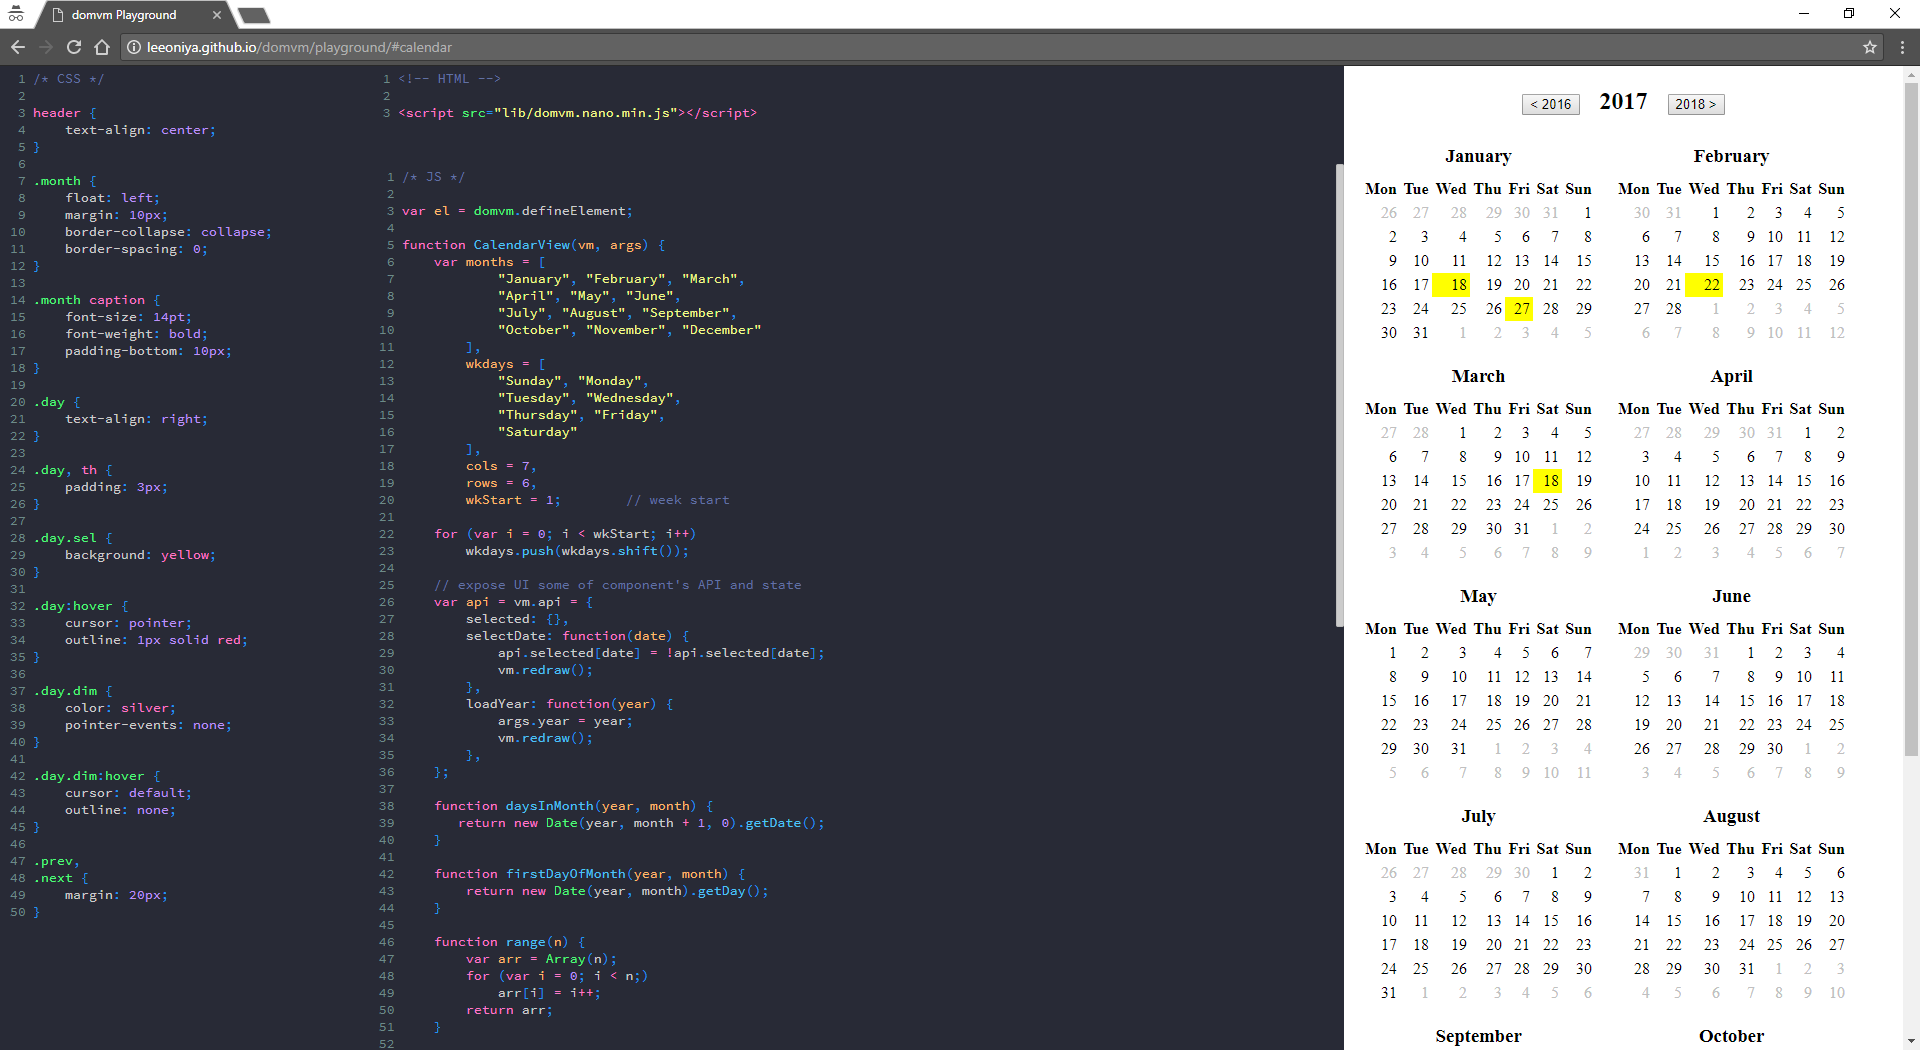 domvm Playground
leeoniya.github.io/domvm/playground/#calendar
1 /* CSS */
2
3 header {
4     text-align: center;
5 }
6
7 .month {
8     float: left;
9     margin: 10px;
10     border-collapse: collapse;
11     border-spacing: 0;
12 }
13
14 .month caption {
15     font-size: 14pt;
16     font-weight: bold;
17     padding-bottom: 10px;
18 }
19
20 .day {
21     text-align: right;
22 }
23
24 .day, th {
25     padding: 3px;
26 }
27
28 .day.sel {
29     background: yellow;
30 }
31
32 .day:hover {
33     cursor: pointer;
34     outline: 1px solid red;
35 }
36
37 .day.dim {
38     color: silver;
39     pointer-events: none;
40 }
41
42 .day.dim:hover {
43     cursor: default;
44     outline: none;
45 }
46
47 .prev,
48 .next {
49     margin: 20px;
50 }
1 <!-- HTML -->
2
3 <script src="lib/domvm.nano.min.js"></script>
1 /* JS */
2
3 var el = domvm.defineElement;
4
5 function CalendarView(vm, args) {
6     var months = [
7             "January", "February", "March",
8             "April", "May", "June",
9             "July", "August", "September",
10             "October", "November", "December"
11         ],
12         wkdays = [
13             "Sunday", "Monday",
14             "Tuesday", "Wednesday",
15             "Thursday", "Friday",
16             "Saturday"
17         ],
18         cols = 7,
19         rows = 6,
20         wkStart = 1;        // week start
21
22     for (var i = 0; i < wkStart; i++)
23         wkdays.push(wkdays.shift());
24
25     // expose UI some of component's API and state
26     var api = vm.api = {
27         selected: {},
28         selectDate: function(date) {
29             api.selected[date] = !api.selected[date];
30             vm.redraw();
31         },
32         loadYear: function(year) {
33             args.year = year;
34             vm.redraw();
35         },
36     };
37
38     function daysInMonth(year, month) {
39        return new Date(year, month + 1, 0).getDate();
40     }
41
42     function firstDayOfMonth(year, month) {
43         return new Date(year, month).getDay();
44     }
45
46     function range(n) {
47         var arr = Array(n);
48         for (var i = 0; i < n;)
49             arr[i] = i++;
50         return arr;
51     }
52
< 2016 2017 2018 >
January
Mon Tue Wed Thu Fri Sat Sun
26 27 28 29 30 31 1
2 3 4 5 6 7 8
9 10 11 12 13 14 15
16 17 18 19 20 21 22
23 24 25 26 27 28 29
30 31 1 2 3 4 5
February
Mon Tue Wed Thu Fri Sat Sun
30 31 1 2 3 4 5
6 7 8 9 10 11 12
13 14 15 16 17 18 19
20 21 22 23 24 25 26
27 28 1 2 3 4 5
6 7 8 9 10 11 12
March
Mon Tue Wed Thu Fri Sat Sun
27 28 1 2 3 4 5
6 7 8 9 10 11 12
13 14 15 16 17 18 19
20 21 22 23 24 25 26
27 28 29 30 31 1 2
3 4 5 6 7 8 9
April
Mon Tue Wed Thu Fri Sat Sun
27 28 29 30 31 1 2
3 4 5 6 7 8 9
10 11 12 13 14 15 16
17 18 19 20 21 22 23
24 25 26 27 28 29 30
1 2 3 4 5 6 7
May
Mon Tue Wed Thu Fri Sat Sun
1 2 3 4 5 6 7
8 9 10 11 12 13 14
15 16 17 18 19 20 21
22 23 24 25 26 27 28
29 30 31 1 2 3 4
5 6 7 8 9 10 11
June
Mon Tue Wed Thu Fri Sat Sun
29 30 31 1 2 3 4
5 6 7 8 9 10 11
12 13 14 15 16 17 18
19 20 21 22 23 24 25
26 27 28 29 30 1 2
3 4 5 6 7 8 9
July
Mon Tue Wed Thu Fri Sat Sun
26 27 28 29 30 1 2
3 4 5 6 7 8 9
10 11 12 13 14 15 16
17 18 19 20 21 22 23
24 25 26 27 28 29 30
31 1 2 3 4 5 6
August
Mon Tue Wed Thu Fri Sat Sun
31 1 2 3 4 5 6
7 8 9 10 11 12 13
14 15 16 17 18 19 20
21 22 23 24 25 26 27
28 29 30 31 1 2 3
4 5 6 7 8 9 10
September
October